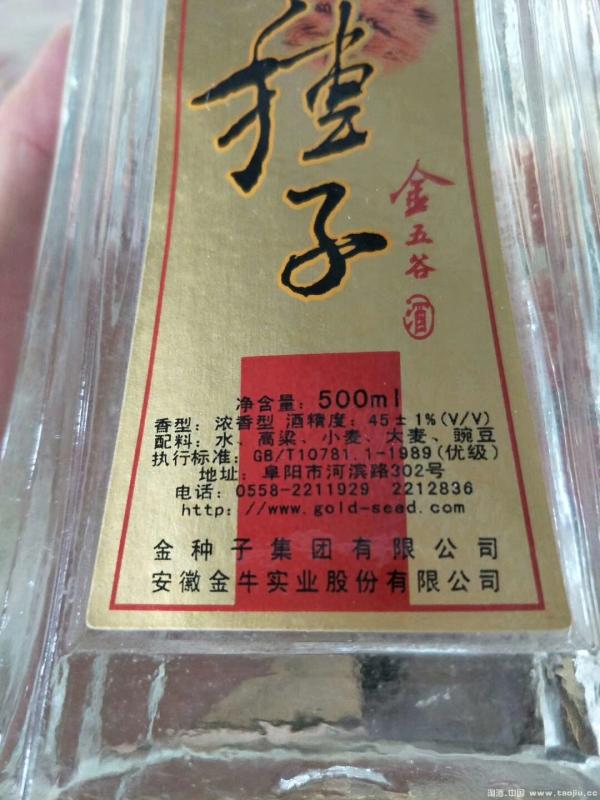 種子
金五谷酒
净含量：500ml
香型：浓香型 酒精度：45±1%(V/V)
配料：水、高粱、小麦、大麦、豌豆
执行标准：GB/T10781.1-1989(优级)
地址：阜阳市河滨路302号
电话：0558-2211929 2212836
http://www.gold-seed.com
金种子集团有限公司
安徽金牛实业股份有限公司
淘酒.中国 www.taojiu.cc